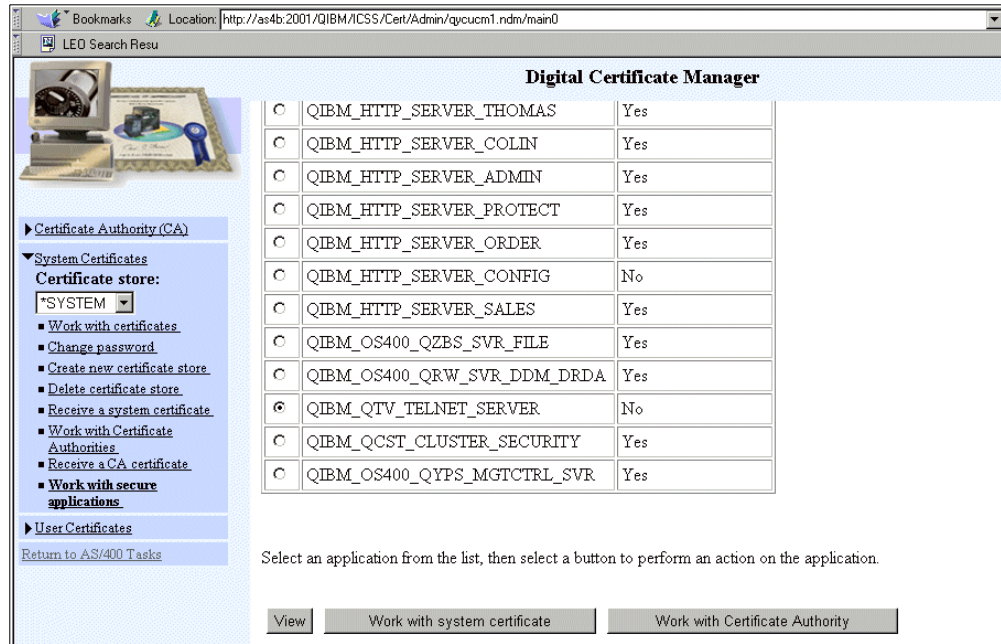 Bookmarks Location: http://as4b:2001/QIBM/ICSS/Cert/Admin/qycucm1.ndm/main0
LEO Search Resu
Digital Certificate Manager
QIBM_HTTP_SERVER_THOMAS Yes
QIBM_HTTP_SERVER_COLIN Yes
QIBM_HTTP_SERVER_ADMIN Yes
QIBM_HTTP_SERVER_PROTECT Yes
QIBM_HTTP_SERVER_ORDER Yes
QIBM_HTTP_SERVER_CONFIG No
QIBM_HTTP_SERVER_SALES Yes
QIBM_OS400_QZBS_SVR_FILE Yes
QIBM_OS400_QRW_SVR_DDM_DRDA Yes
QIBM_QTV_TELNET_SERVER No
QIBM_QCST_CLUSTER_SECURITY Yes
QIBM_OS400_QYPS_MGTCTRL_SVR Yes
Certificate Authority (CA)
System Certificates
Certificate store:
*SYSTEM
Work with certificates
Change password
Create new certificate store
Delete certificate store
Receive a system certificate
Work with Certificate
Authorities
Receive a CA certificate
Work with secure
applications
User Certificates
Return to AS/400 Tasks
Select an application from the list, then select a button to perform an action on the application.
View Work with system certificate Work with Certificate Authority